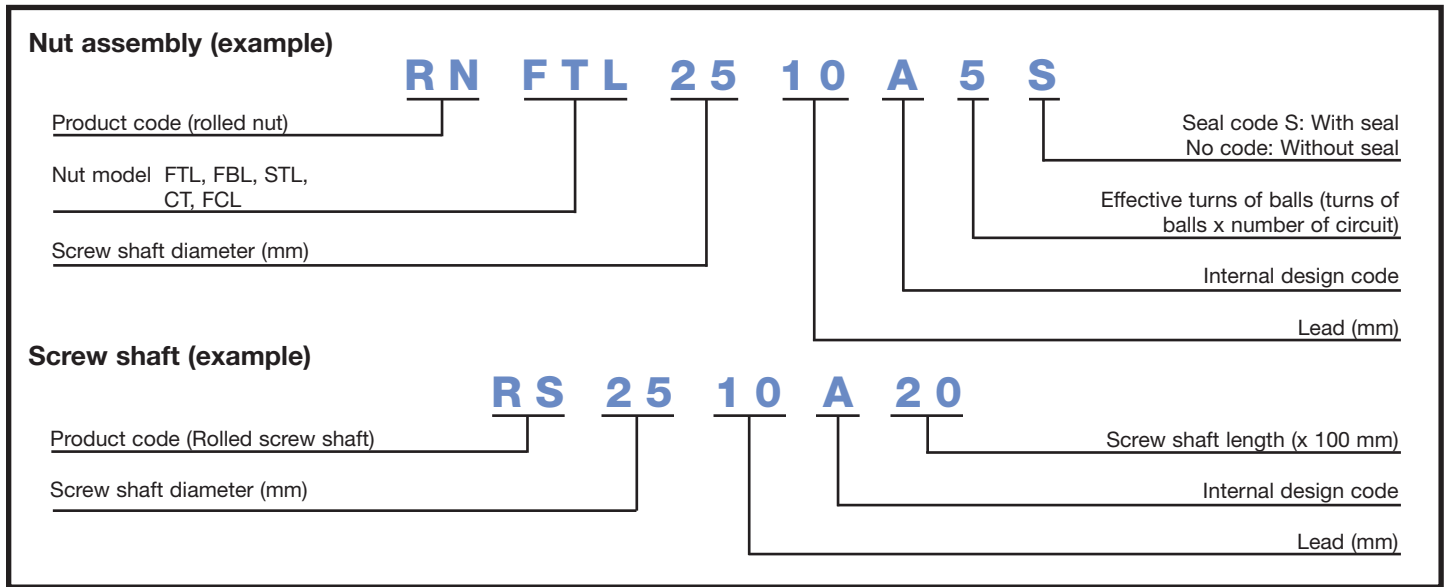 Nut assembly (example)
RN FTL 25 10 A 5 S
Product code (rolled nut)
Nut model FTL, FBL, STL,
CT, FCL
Screw shaft diameter (mm)
Seal code S: With seal
No code: Without seal
Effective turns of balls (turns of
balls x number of circuit)
Internal design code
Lead (mm)
Screw shaft (example)
RS 25 10 A 20
Product code (Rolled screw shaft)
Screw shaft diameter (mm)
Screw shaft length (x 100 mm)
Internal design code
Lead (mm)